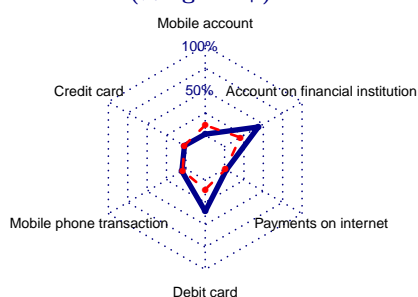 Mobile account
100%
Credit card
50%
Account on financial institution
Mobile phone transaction
Payments on internet
Debit card